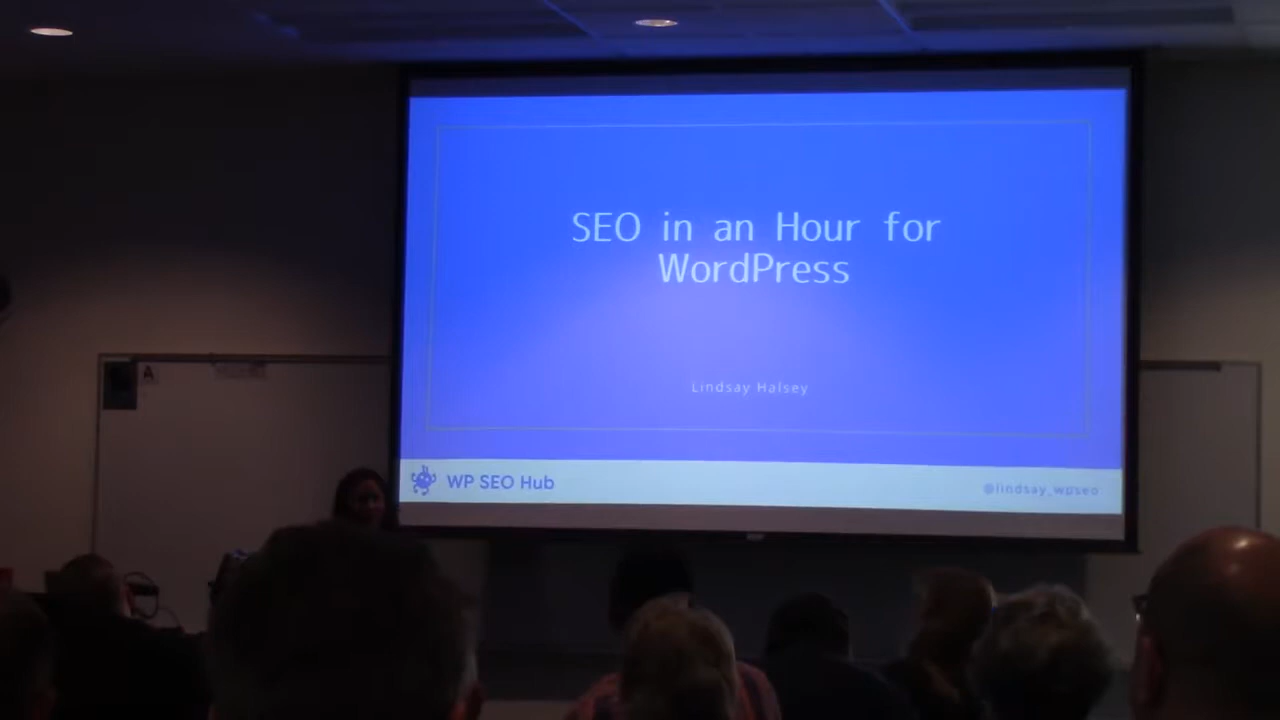 SEO in an Hour for
WordPress
Lindsay Halsey
WP SEO Hub
@lindsay_wpseo
A